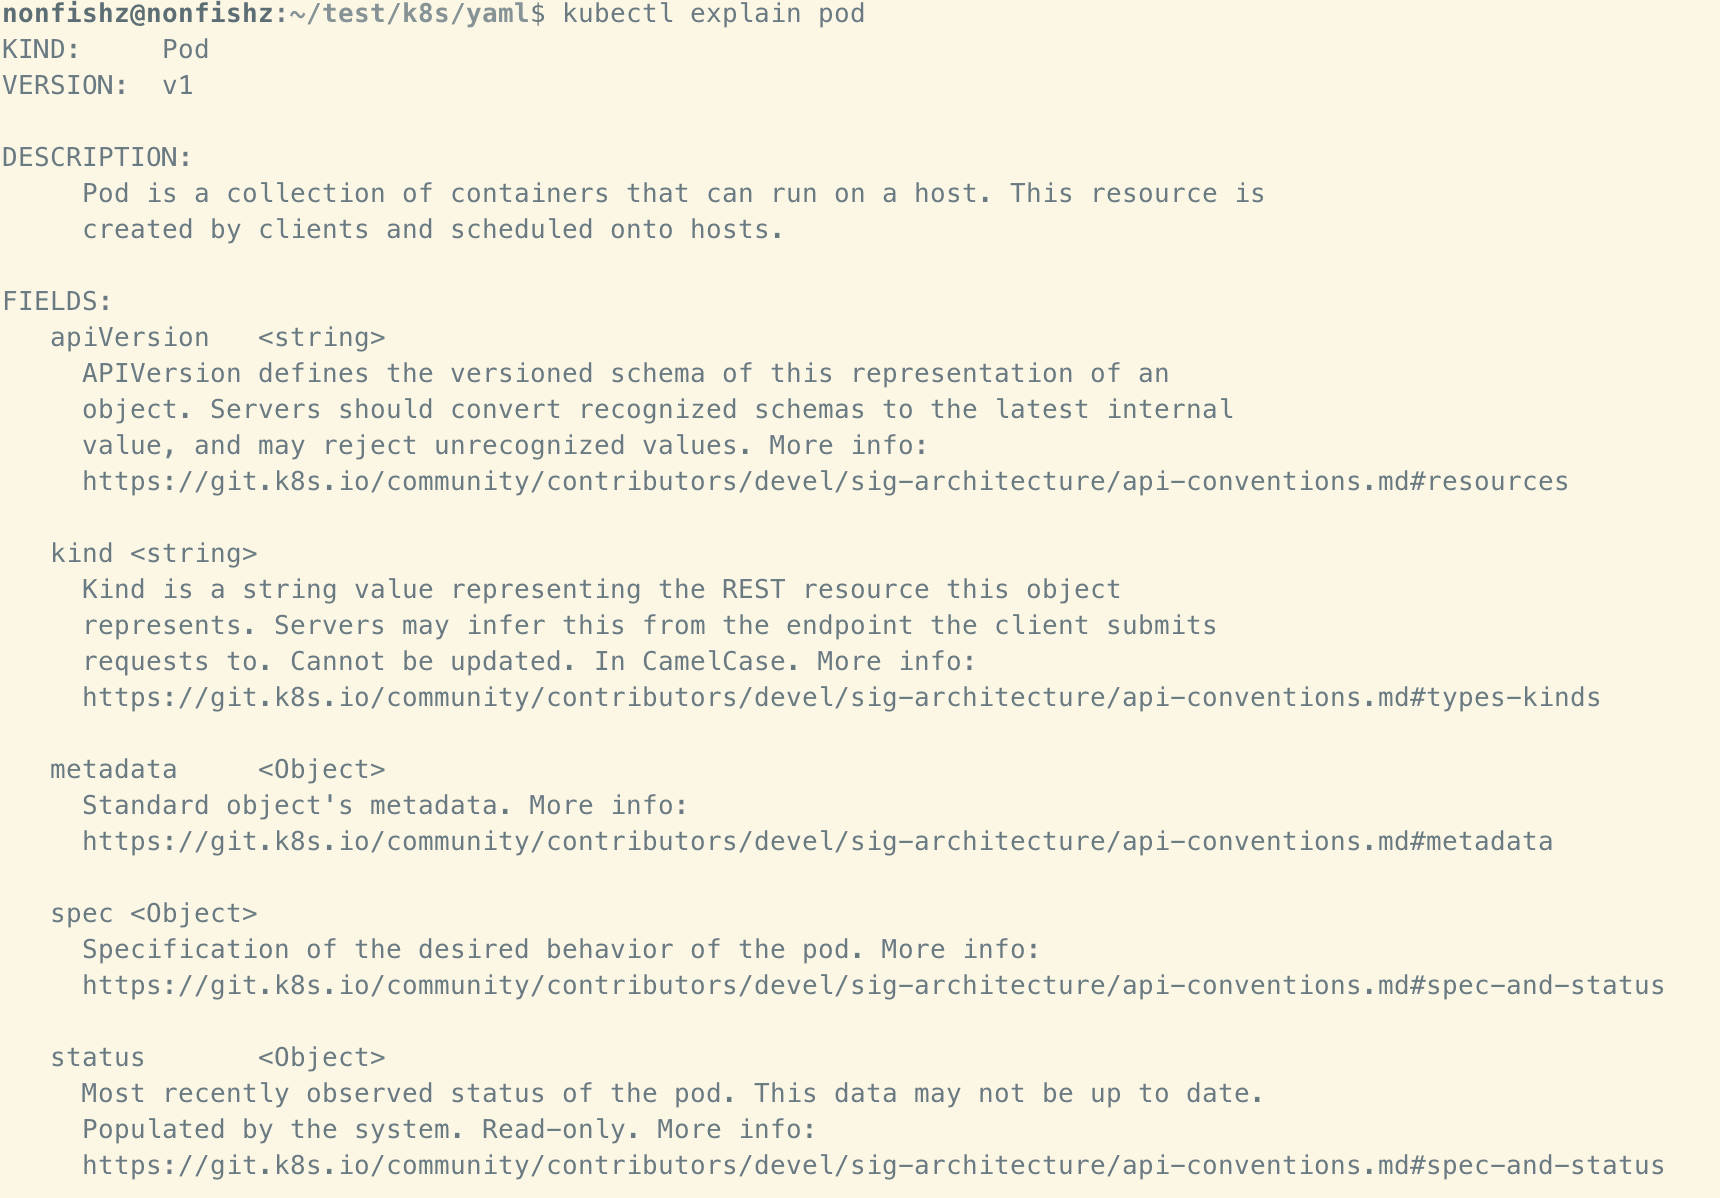 nonfishz@nonfishz:~/test/k8s/yaml$ kubectl explain pod
KIND:     Pod
VERSION:  v1

DESCRIPTION:
     Pod is a collection of containers that can run on a host. This resource is
     created by clients and scheduled onto hosts.

FIELDS:
   apiVersion   <string>
     APIVersion defines the versioned schema of this representation of an
     object. Servers should convert recognized schemas to the latest internal
     value, and may reject unrecognized values. More info:
     https://git.k8s.io/community/contributors/devel/sig-architecture/api-conventions.md#resources

   kind <string>
     Kind is a string value representing the REST resource this object
     represents. Servers may infer this from the endpoint the client submits
     requests to. Cannot be updated. In CamelCase. More info:
     https://git.k8s.io/community/contributors/devel/sig-architecture/api-conventions.md#types-kinds

   metadata     <Object>
     Standard object's metadata. More info:
     https://git.k8s.io/community/contributors/devel/sig-architecture/api-conventions.md#metadata

   spec <Object>
     Specification of the desired behavior of the pod. More info:
     https://git.k8s.io/community/contributors/devel/sig-architecture/api-conventions.md#spec-and-status

   status       <Object>
     Most recently observed status of the pod. This data may not be up to date.
     Populated by the system. Read-only. More info:
     https://git.k8s.io/community/contributors/devel/sig-architecture/api-conventions.md#spec-and-status